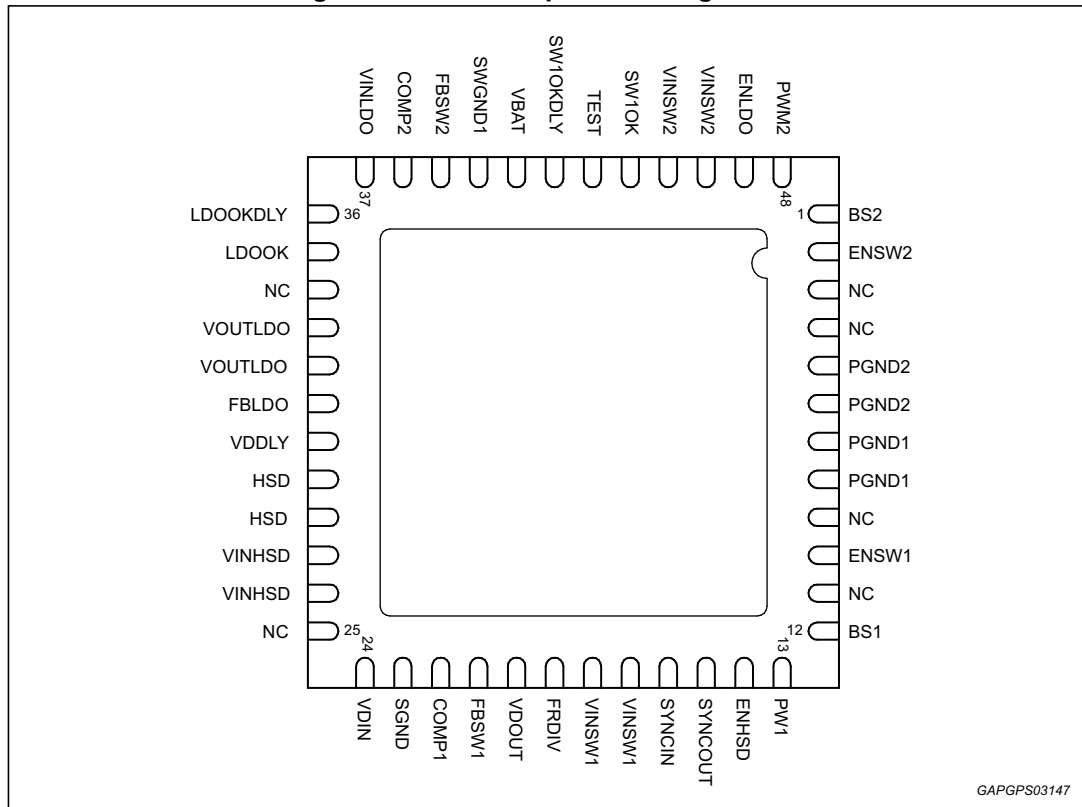 VINLDO
COMP2
FBSW2
SWGND1
VBAT
SW1OKDLY
TEST
SW1OK
VINSW2
VINSW2
ENLDO
PWM2
37
48
LDOOKDLY 36
LDOOK
NC
VOUTLDO
VOUTLDO
FBLDO
VDDLY
HSD
HSD
VINHSD
VINHSD
NC 25
1 BS2
ENSW2
NC
NC
PGND2
PGND2
PGND1
PGND1
NC
ENSW1
NC
12 BS1
24
13
VDIN
SGND
COMP1
FBSW1
VDOUT
FRDIV
VINSW1
VINSW1
SYNCIN
SYNCOUT
ENHSD
PW1
GAPGPS03147